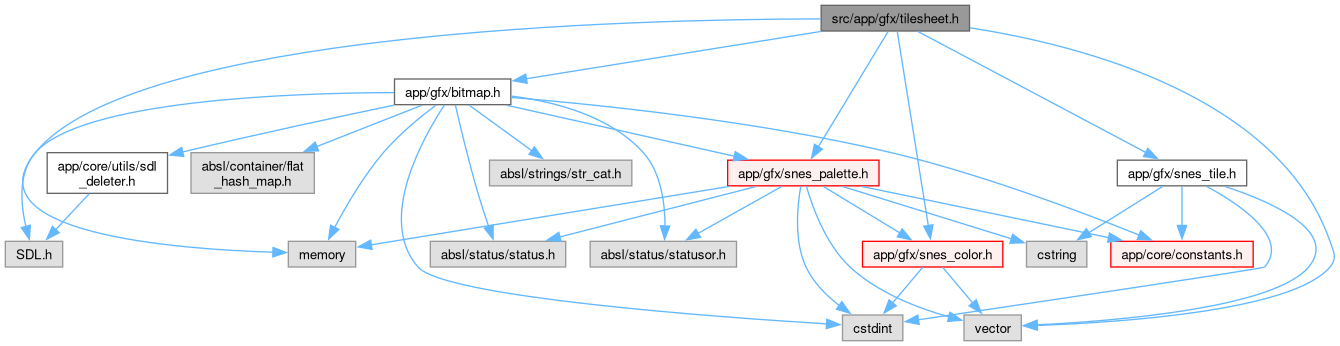 src/app/gfx/tilesheet.h
app/gfx/bitmap.h
app/core/utils/sdl
_deleter.h
absl/container/flat
_hash_map.h
absl/strings/str_cat.h
app/gfx/snes_palette.h
app/gfx/snes_tile.h
SDL.h
memory
absl/status/status.h
absl/status/statusor.h
app/gfx/snes_color.h
cstring
app/core/constants.h
cstdint
vector